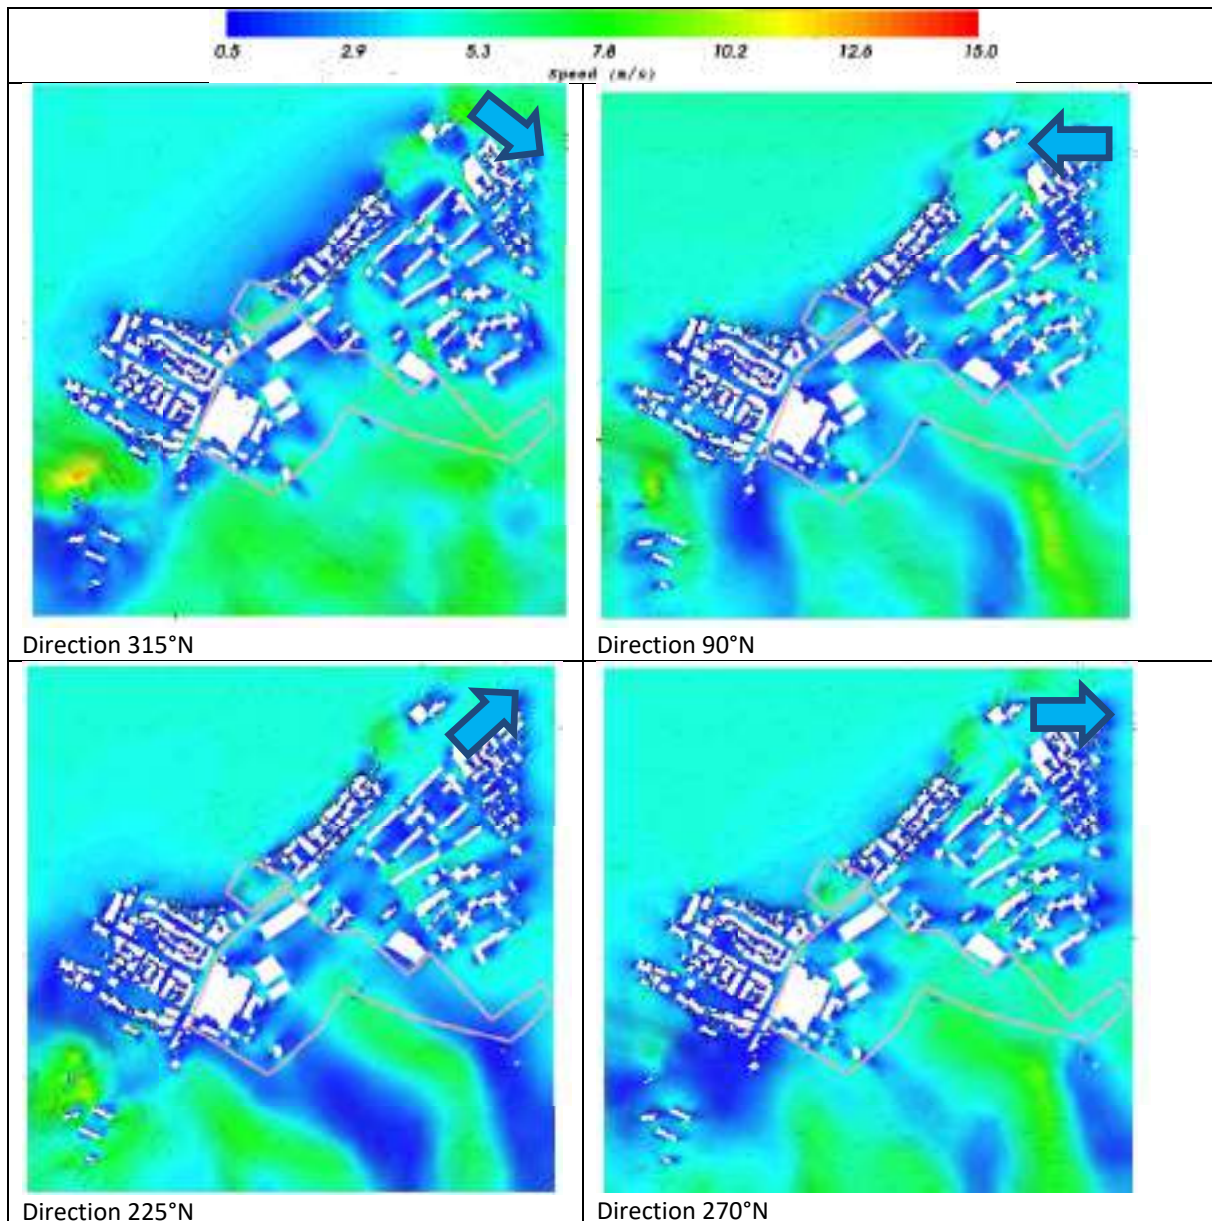 0.5 2.9 5.3 7.8 10.2 12.6 15.0
Speed (m/s)
Direction 315°N
Direction 90°N
Direction 225°N
Direction 270°N